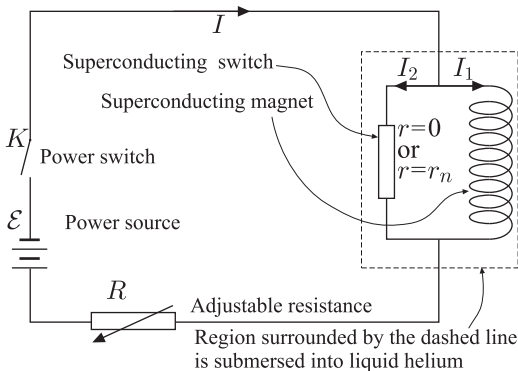 I
Superconducting switch
I₂ I₁
Superconducting magnet
r=0
or
r=rₙ
K
Power switch
ℰ
Power source
R
Adjustable resistance
Region surrounded by the dashed line
is submersed into liquid helium